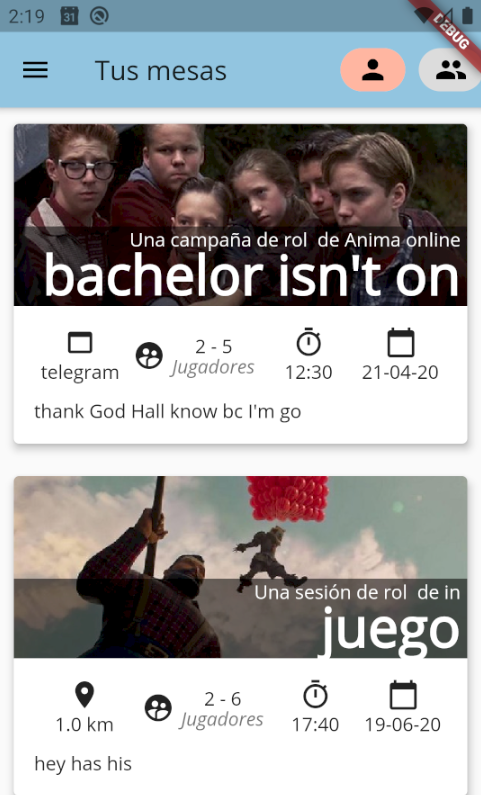 2:19
31
DEBUG
Tus mesas
Una campaña de rol  de Anima online
bachelor isn't on
telegram
2 - 5
Jugadores
12:30
21-04-20
thank God Hall know bc I'm go
Una sesión de rol  de in
juego
1.0 km
2 - 6
Jugadores
17:40
19-06-20
hey has his